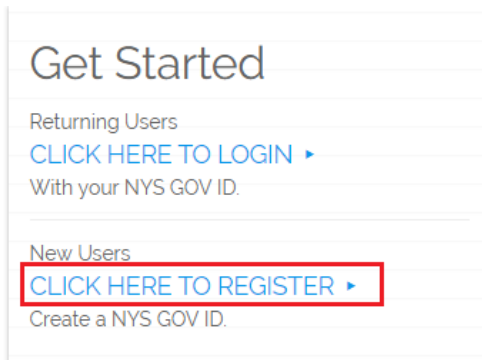 Get Started
Returning Users
CLICK HERE TO LOGIN ▸
With your NYS GOV ID.
New Users
CLICK HERE TO REGISTER ▸
Create a NYS GOV ID.